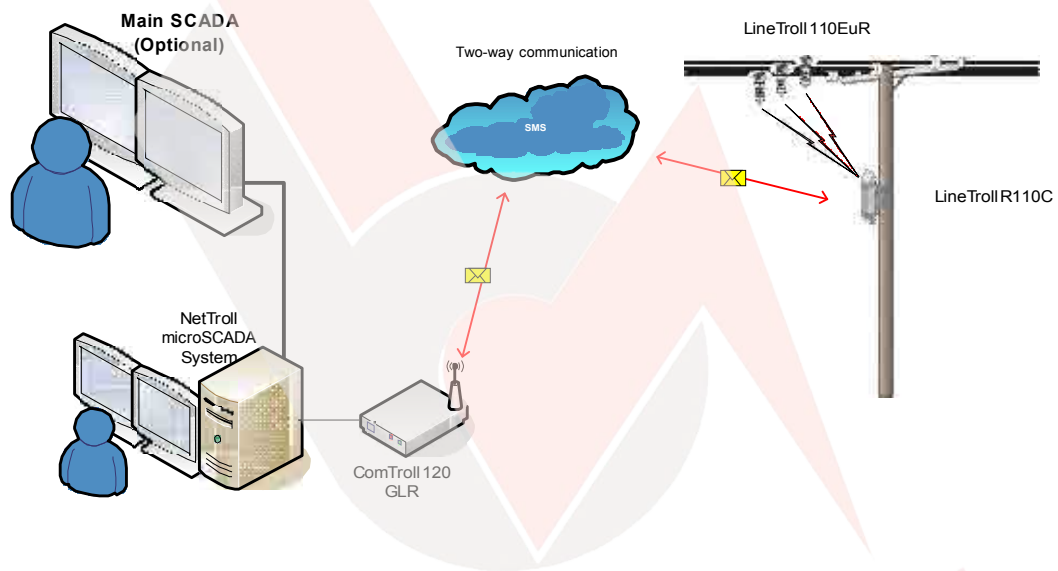 Main SCADA
(Optional)
Two-way communication
LineTroll 110EuR
SMS
LineTroll R110C
NetTroll
microSCADA
System
ComTroll 120
GLR